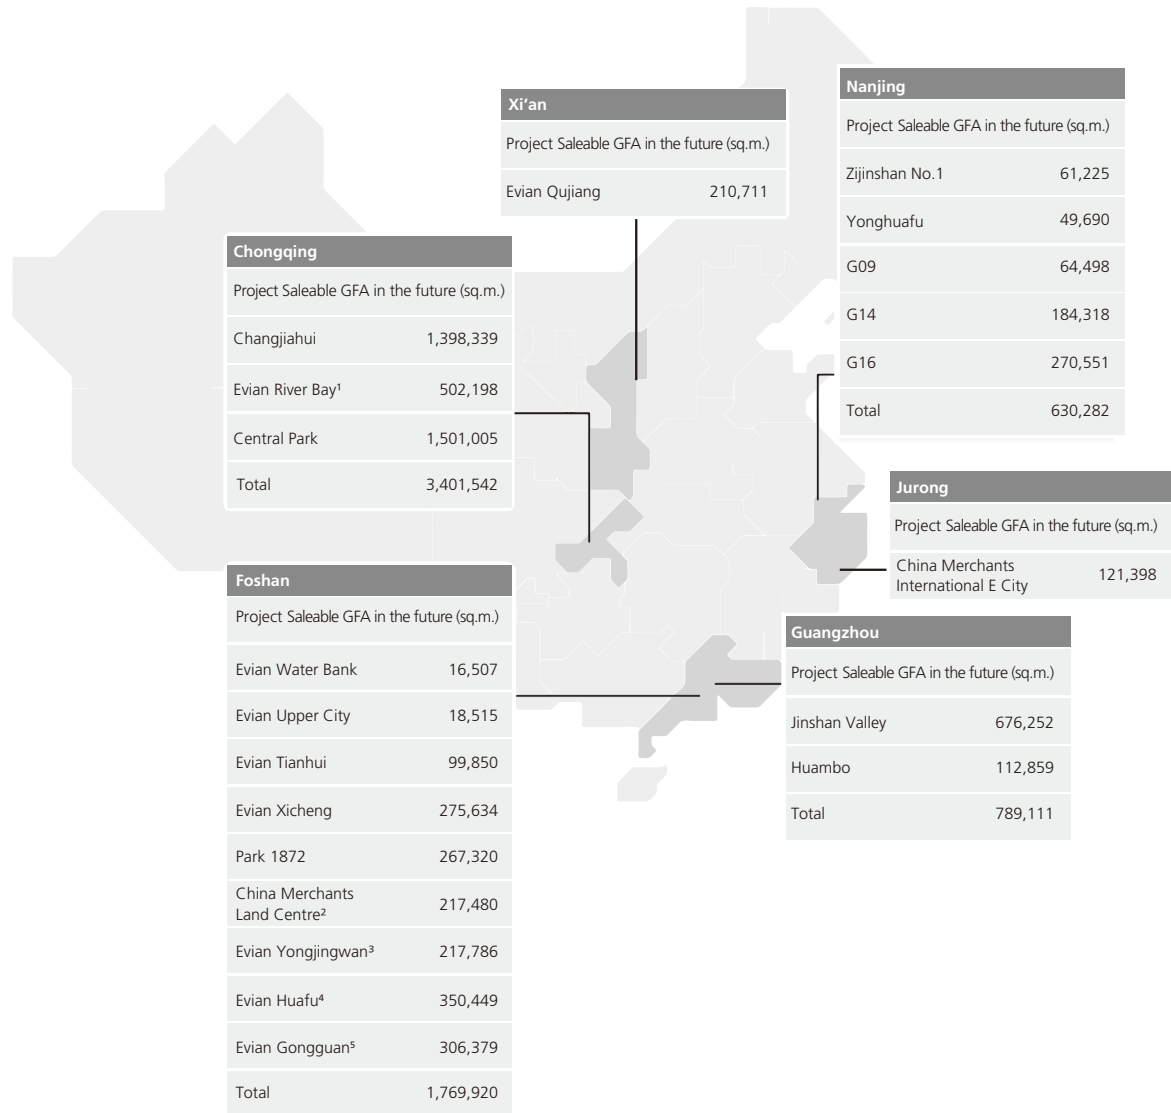 Xi’an
Project Saleable GFA in the future (sq.m.)
Evian Qujiang 210,711
Nanjing
Project Saleable GFA in the future (sq.m.)
Zijinshan No.1 61,225
Yonghuafu 49,690
G09 64,498
G14 184,318
G16 270,551
Total 630,282
Chongqing
Project Saleable GFA in the future (sq.m.)
Changjiahui 1,398,339
Evian River Bay¹ 502,198
Central Park 1,501,005
Total 3,401,542
Jurong
Project Saleable GFA in the future (sq.m.)
China Merchants
International E City 121,398
Foshan
Project Saleable GFA in the future (sq.m.)
Evian Water Bank 16,507
Evian Upper City 18,515
Evian Tianhui 99,850
Evian Xicheng 275,634
Park 1872 267,320
China Merchants
Land Centre² 217,480
Evian Yongjingwan³ 217,786
Evian Huafu⁴ 350,449
Evian Gongguan⁵ 306,379
Total 1,769,920
Guangzhou
Project Saleable GFA in the future (sq.m.)
Jinshan Valley 676,252
Huambo 112,859
Total 789,111